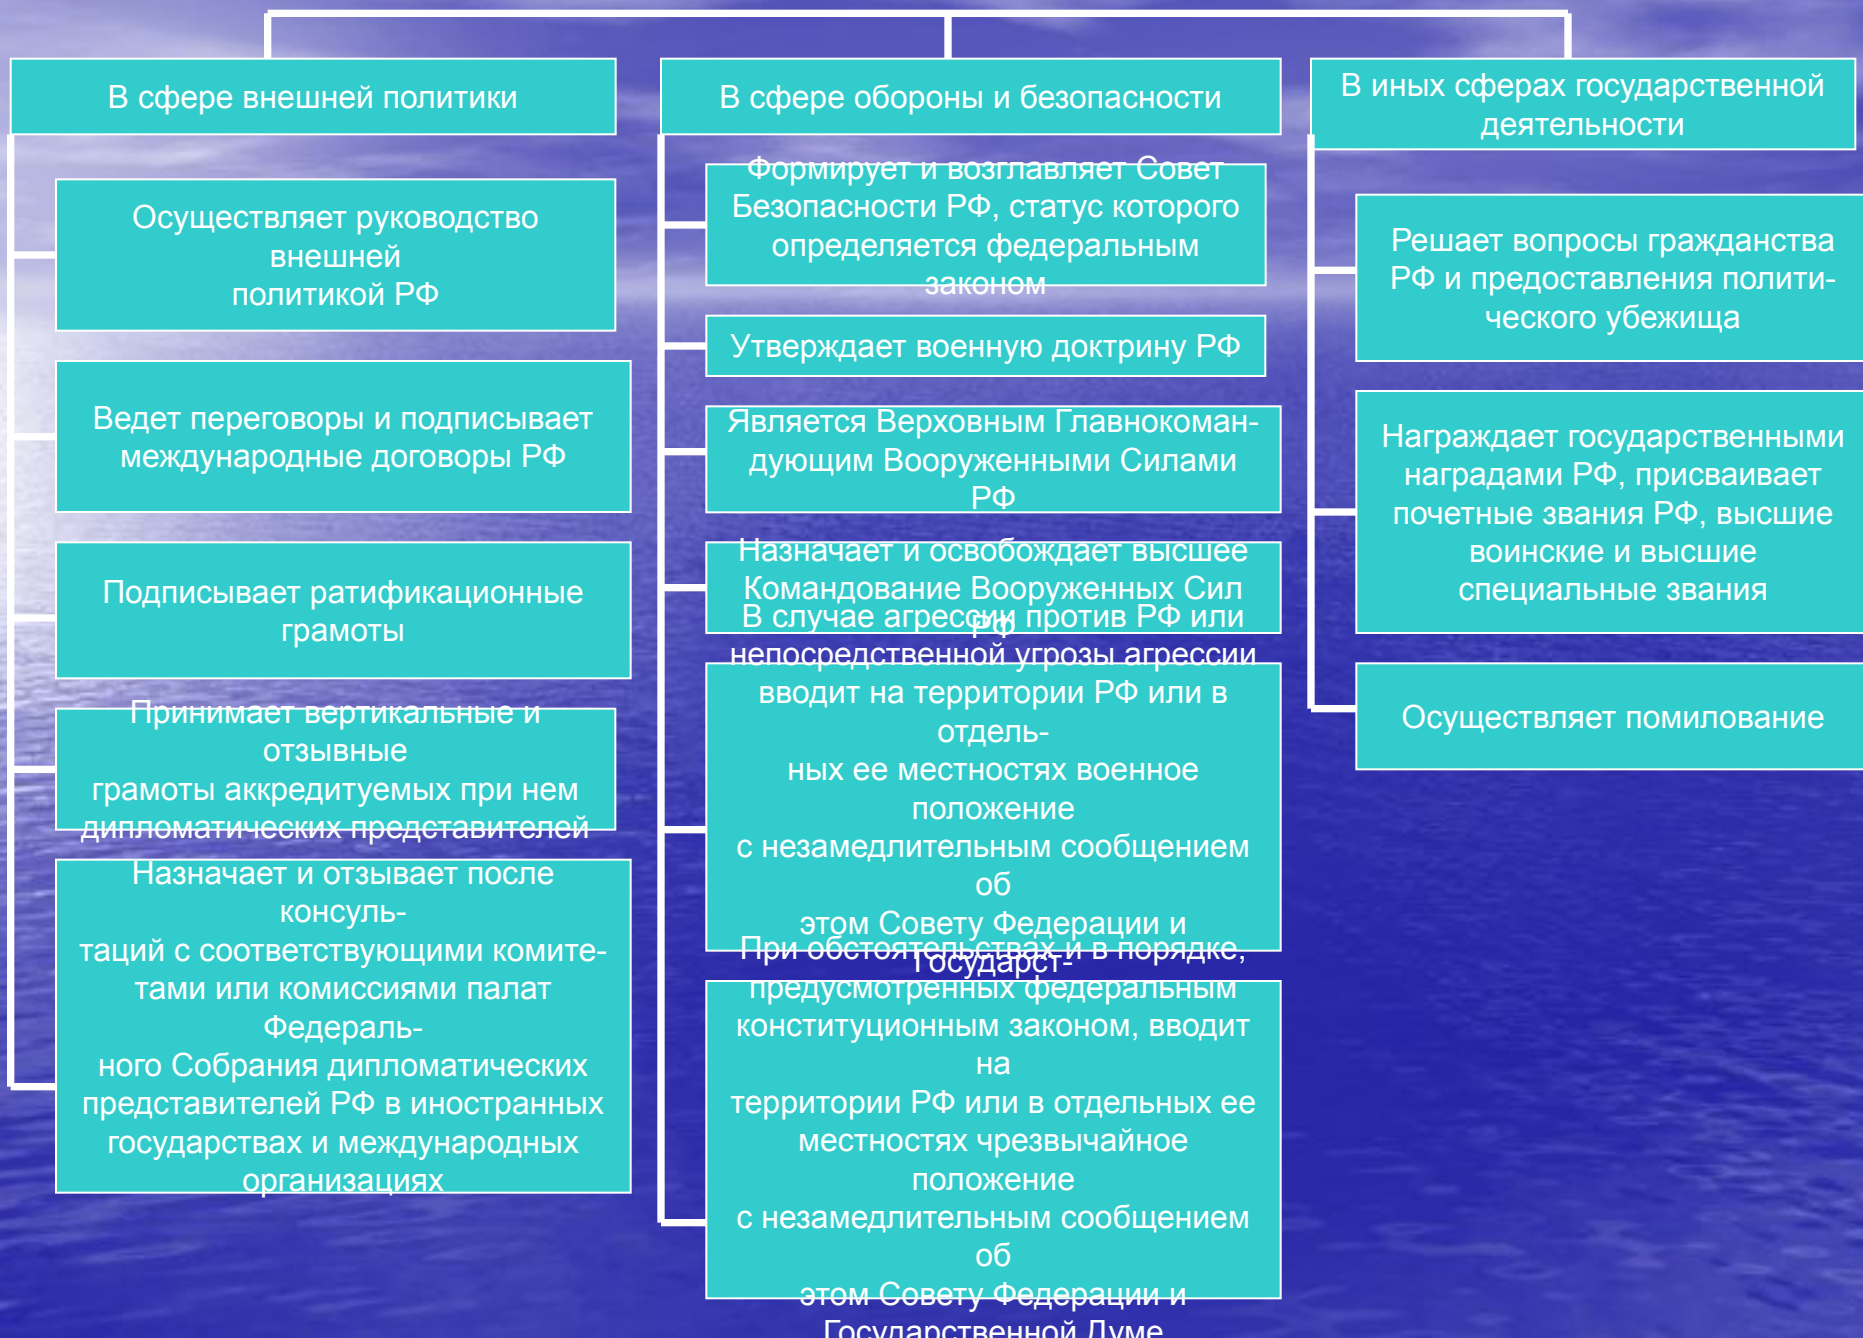 В сфере внешней политики
Осуществляет руководство
внешней
политикой РФ
Ведет переговоры и подписывает
международные договоры РФ
Подписывает ратификационные
грамоты
Принимает вертикальные и
отзывные
грамоты аккредитуемых при нем
дипломатических представителей
Назначает и отзывает после
консуль-
таций с соответствующими комите-
тами или комиссиями палат
Федераль-
ного Собрания дипломатических
представителей РФ в иностранных
государствах и международных
организациях
В сфере обороны и безопасности
Формирует и возглавляет Совет
Безопасности РФ, статус которого
определяется федеральным
законом
Утверждает военную доктрину РФ
Является Верховным Главнокоман-
дующим Вооруженными Силами
РФ
Назначает и освобождает высшее
Командование Вооруженных Сил
РФ
В случае агрессии против РФ или
непосредственной угрозы агрессии
вводит на территории РФ или в
отдель-
ных ее местностях военное
положение
с незамедлительным сообщением
об
этом Совету Федерации и
Государст-
При обстоятельствах и в порядке,
предусмотренных федеральным
конституционным законом, вводит
на
территории РФ или в отдельных ее
местностях чрезвычайное
положение
с незамедлительным сообщением
об
этом Совету Федерации и
Государственной Думе
В иных сферах государственной
деятельности
Решает вопросы гражданства
РФ и предоставления полити-
ческого убежища
Награждает государственными
наградами РФ, присваивает
почетные звания РФ, высшие
воинские и высшие
специальные звания
Осуществляет помилование